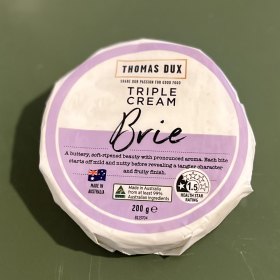 THOMAS DUX
SHARE OUR PASSION FOR GOOD FOOD
TRIPLE
CREAM
Brie
A buttery, soft-ripened beauty with pronounced aroma. Each bite
starts off mild and nutty before revealing a tangier character
and fruity finish.
MADE IN
AUSTRALIA
Made in Australia
from at least 99%
Australian ingredients
1.5
HEALTH STAR
RATING
200 g e